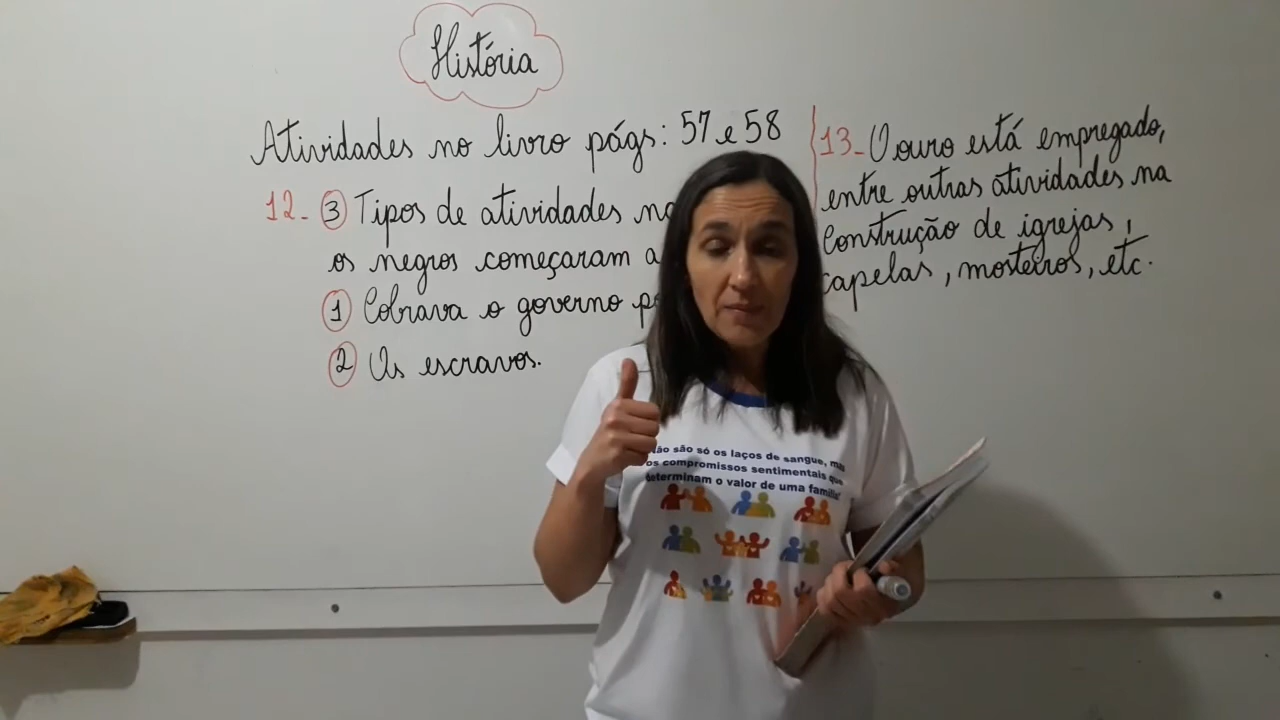 História
Atividades no livro págs: 57 e 58
12- 3 Tipos de atividades
os negros começaram a
1 Cobrava o governo
2 Os escravos.
13- O ouro está empregado,
entre outras atividades na
construção de igrejas,
capelas, mosteiros, etc.
não são só os laços de sangue,
os compromissos sentimentais que
determinam o valor de uma família